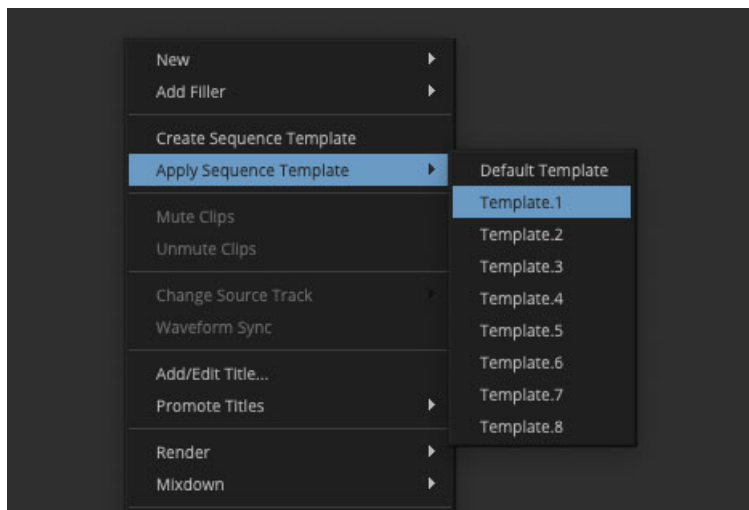 New
Add Filler
Create Sequence Template
Apply Sequence Template
Mute Clips
Unmute Clips
Change Source Track
Waveform Sync
Add/Edit Title...
Promote Titles
Render
Mixdown
Default Template
Template.1
Template.2
Template.3
Template.4
Template.5
Template.6
Template.7
Template.8